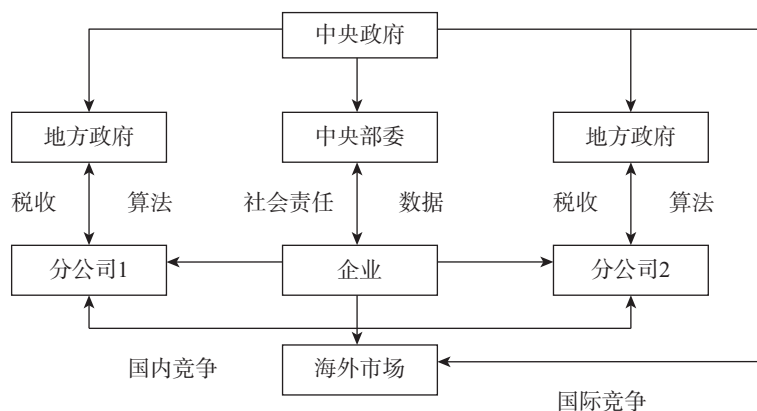 中央政府
地方政府
中央部委
地方政府
税收
算法
社会责任
数据
税收
算法
分公司1
企业
分公司2
国内竞争
海外市场
国际竞争